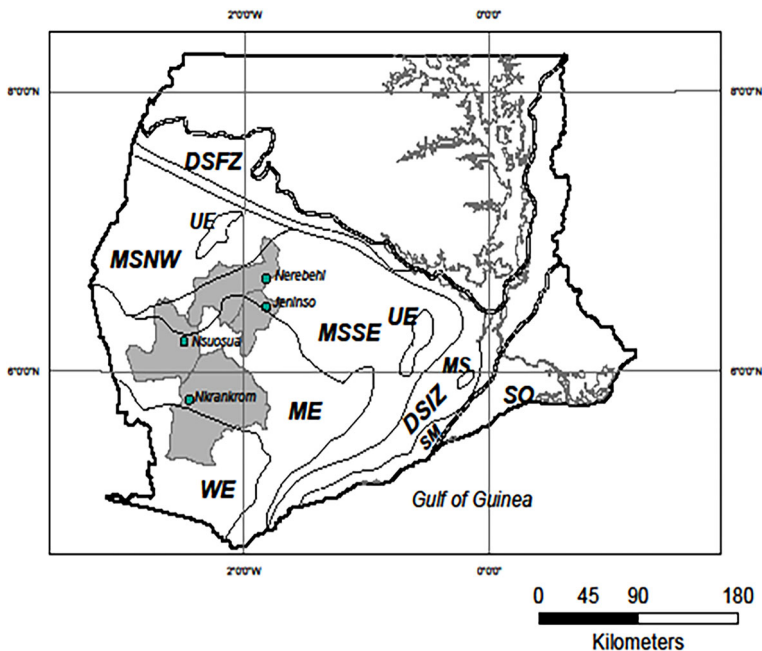 2°0'0"W 0°0'0"
8°0'0"N 8°0'0"N
DSFZ
UE
MSNW
Nerebehi
Jeninso
MSSE UE
Nsuosua
6°0'0"N MS 6°0'0"N
Nkrankrom ME DSIZ SO
SM
WE
Gulf of Guinea
2°0'0"W 0°0'0"
0 45 90 180
Kilometers